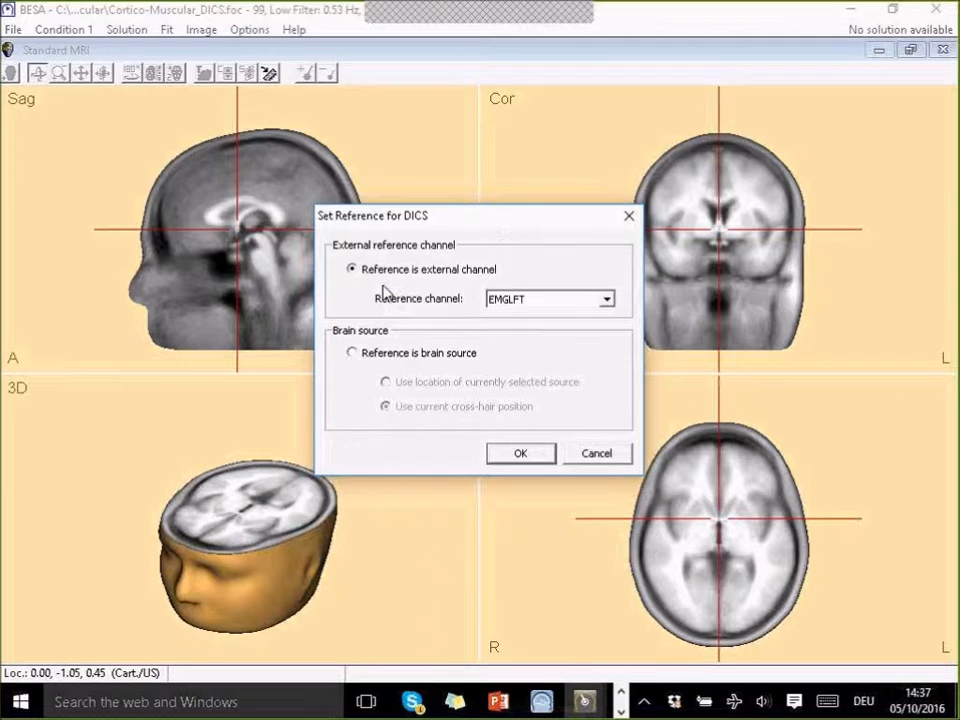 BESA - C:\...cular\Cortico-Muscular_DICS.foc - 99, Low Filter: 0.53 Hz,
File Condition 1 Solution Fit Image Options Help No solution available
Standard MRI
Sag
Cor
Set Reference for DICS
External reference channel
Reference is external channel
Reference channel: EMGLFT
Brain source
Reference is brain source
A
L
3D
Use location of currently selected source
Use current cross-hair position
OK Cancel
R
L
Loc.: 0.00, -1.05, 0.45 (Cart./US)
Search the web and Windows
DEU
14:37
05/10/2016